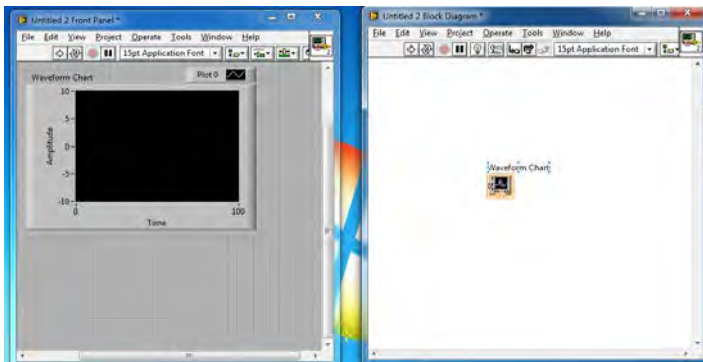 Untitled 2 Front Panel *
File Edit View Project Operate Tools Window Help
15pt Application Font
Waveform Chart
Plot 0
10
5
0
-5
-10
Amplitude
0
100
Time
Untitled 2 Block Diagram *
File Edit View Project Operate Tools Window Help
15pt Application Font
Waveform Chart